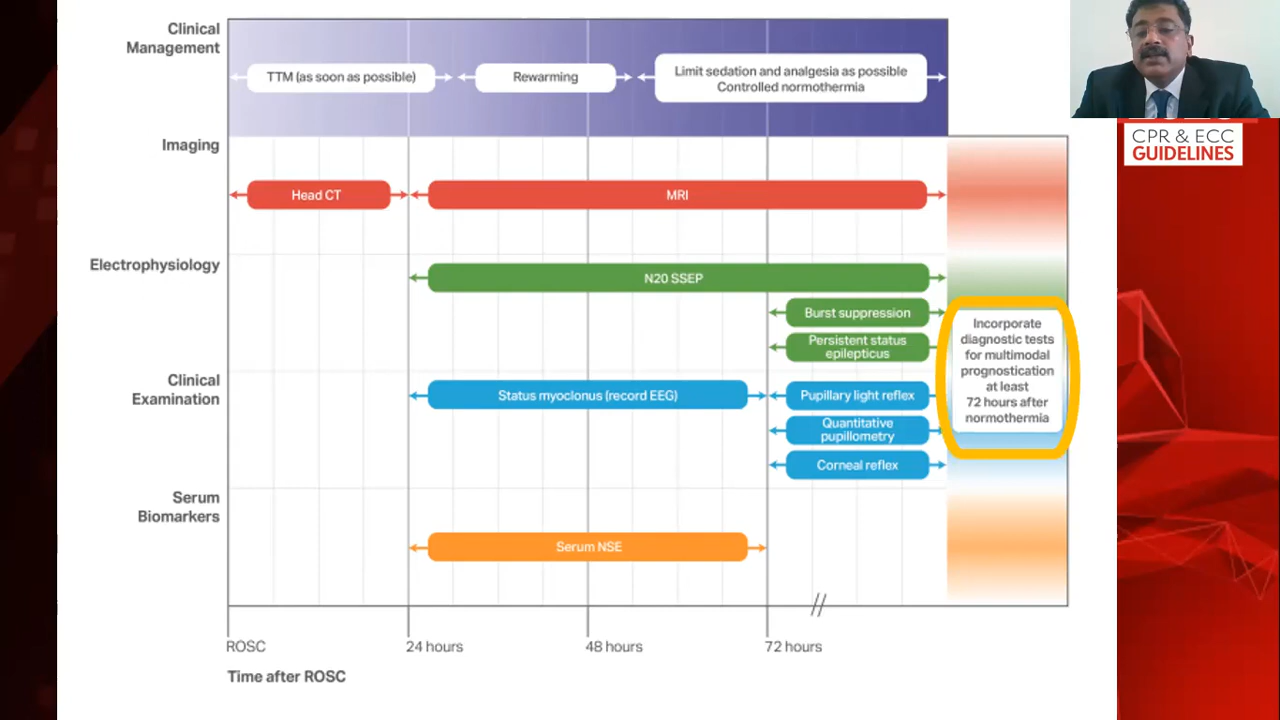 Clinical
Management
TTM (as soon as possible)
Rewarming
Limit sedation and analgesia as possible
Controlled normothermia
CPR & ECC
GUIDELINES
Imaging
Head CT
MRI
Electrophysiology
N20 SSEP
Burst suppression
Persistent status
epilepticus
Incorporate
diagnostic tests
for multimodal
prognostication
at least
72 hours after
normothermia
Clinical
Examination
Status myoclonus (record EEG)
Pupillary light reflex
Quantitative
pupillometry
Corneal reflex
Serum
Biomarkers
Serum NSE
ROSC
24 hours
48 hours
72 hours
Time after ROSC